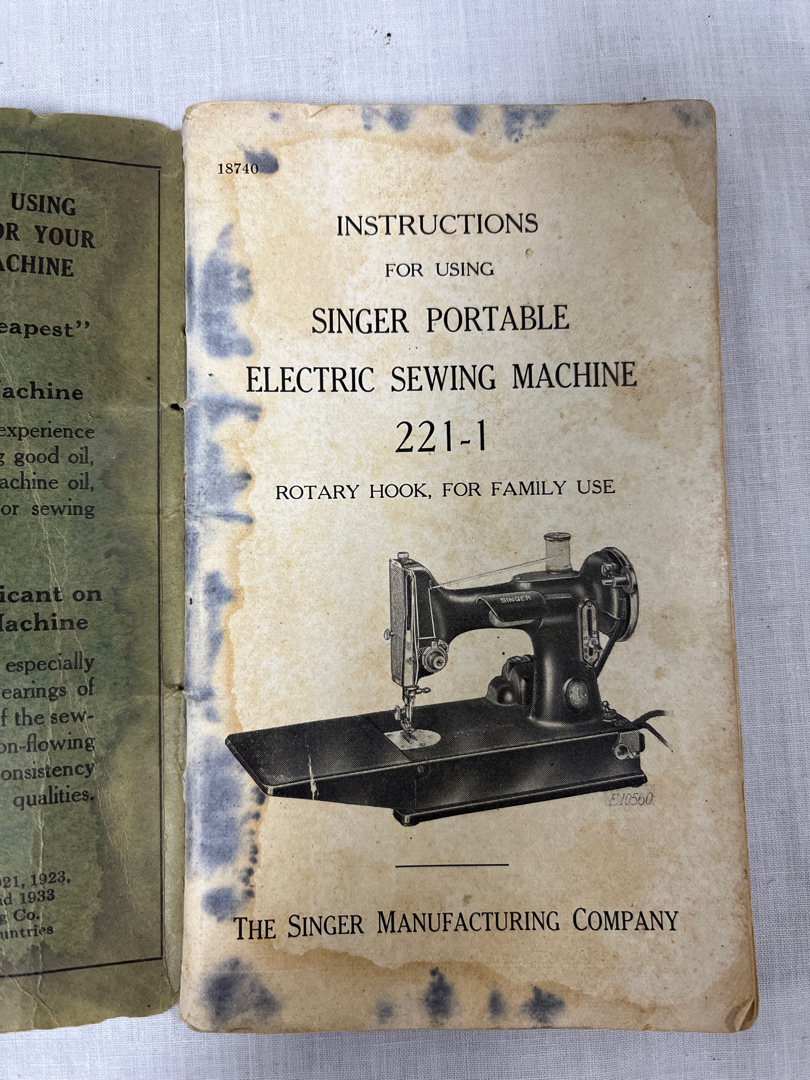 USING
OR YOUR
ACHINE
eapest”
achine
experience
g good oil,
achine oil,
or sewing
icant on
achine
especially
earings of
f the sew-
on-flowing
onsistency
qualities.
21, 1923,
d 1933
g Co.
untries
18740
INSTRUCTIONS
FOR USING
SINGER PORTABLE
ELECTRIC SEWING MACHINE
221-1
ROTARY HOOK, FOR FAMILY USE
SINGER
E10560
THE SINGER MANUFACTURING COMPANY